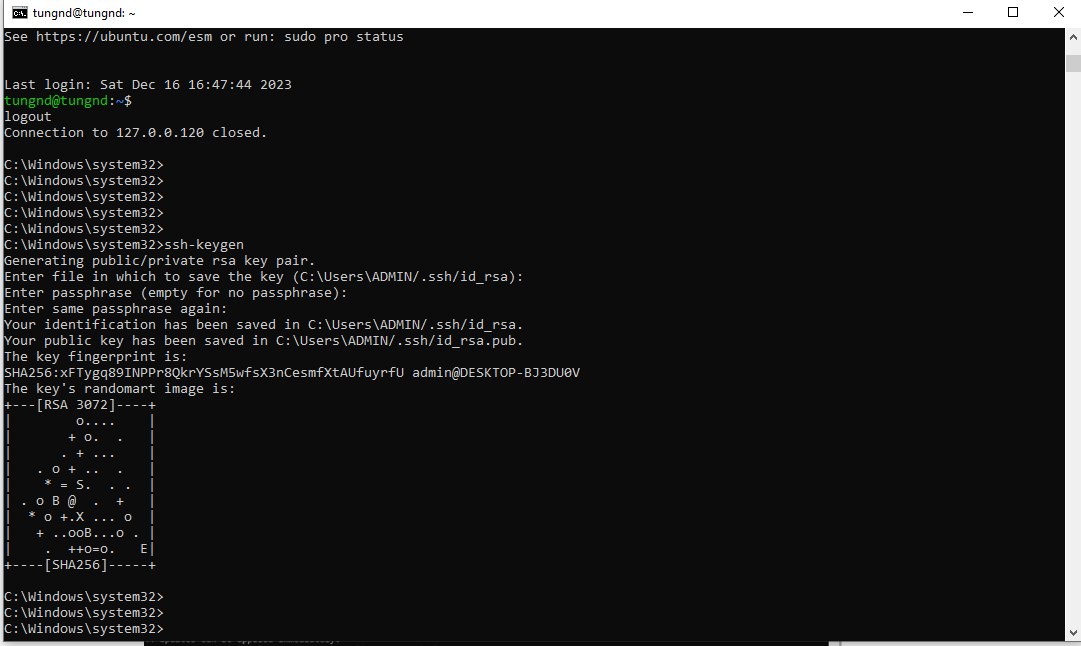 tungnd@tungnd: ~
See https://ubuntu.com/esm or run: sudo pro status
Last login: Sat Dec 16 16:47:44 2023
tungnd@tungnd:~$
logout
Connection to 127.0.0.120 closed.
C:\Windows\system32>
C:\Windows\system32>
C:\Windows\system32>
C:\Windows\system32>
C:\Windows\system32>
C:\Windows\system32>ssh-keygen
Generating public/private rsa key pair.
Enter file in which to save the key (C:\Users\ADMIN/.ssh/id_rsa):
Enter passphrase (empty for no passphrase):
Enter same passphrase again:
Your identification has been saved in C:\Users\ADMIN/.ssh/id_rsa.
Your public key has been saved in C:\Users\ADMIN/.ssh/id_rsa.pub.
The key fingerprint is:
SHA256:xFTygq89INPPr8QkrYSsM5wfsX3nCesmfXtAUfuyrfU admin@DESKTOP-BJ3DU0V
The key's randomart image is:
+---[RSA 3072]----+
|        o....    |
|       + o.  .   |
|      . + ...    |
|   . o + ..  .   |
|    * = S.  . .  |
| . o B @  .  +   |
|  * o +.X ... o  |
|   + ..ooB...o . |
|    .  ++o=o.   E|
+----[SHA256]-----+
C:\Windows\system32>
C:\Windows\system32>
C:\Windows\system32>